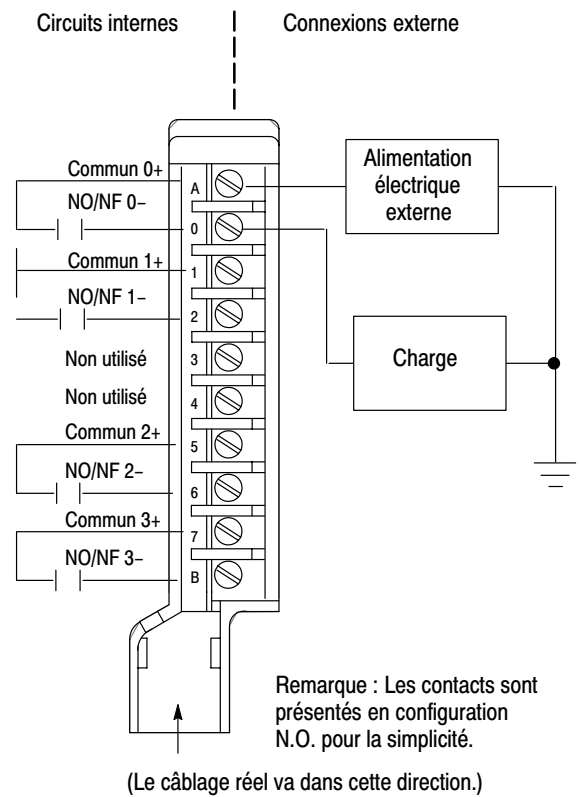 Circuits internes
Connexions externe
Commun 0+
A
NO/NF 0–
0
Commun 1+
1
NO/NF 1–
2
Non utilisé
3
Non utilisé
4
Commun 2+
5
NO/NF 2–
6
Commun 3+
7
NO/NF 3–
B
Alimentation
électrique
externe
Charge
Remarque : Les contacts sont
présentés en configuration
N.O. pour la simplicité.
(Le câblage réel va dans cette direction.)